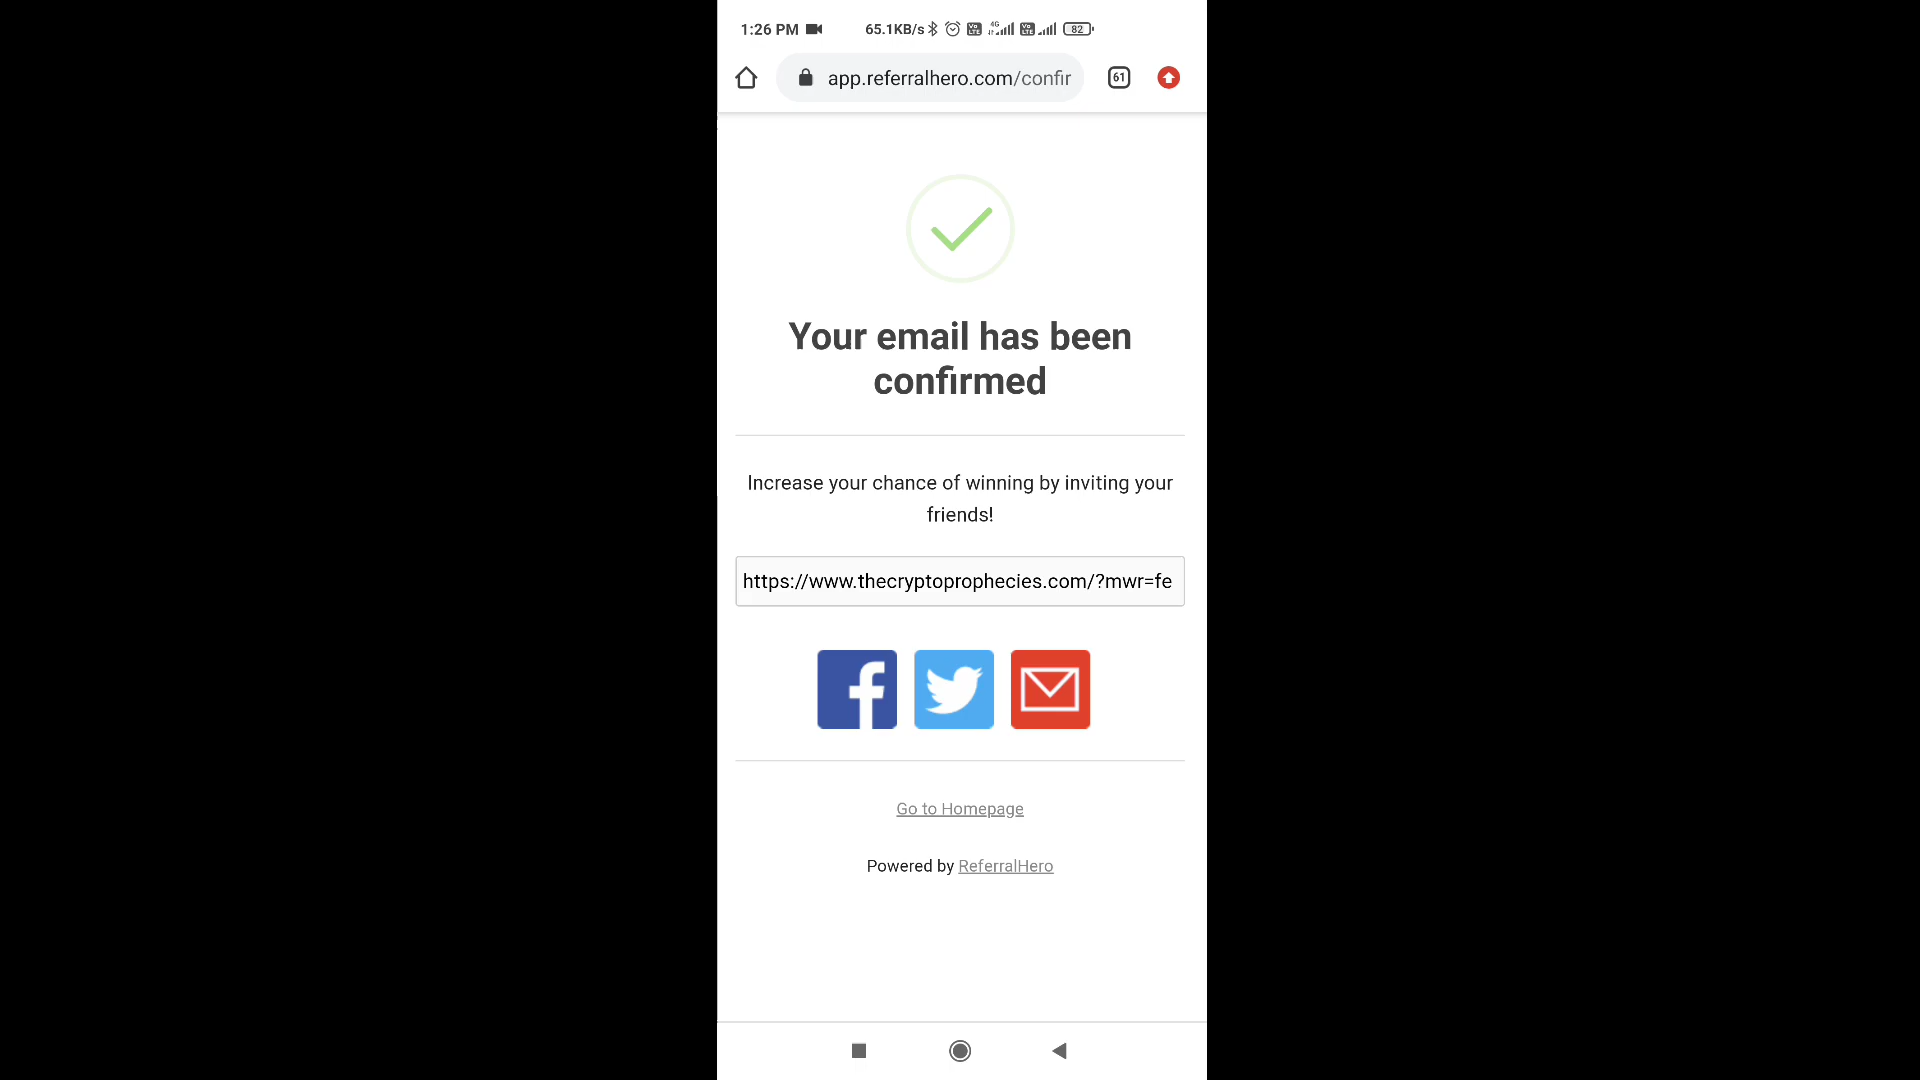 1:26 PM 65.1KB/s 4G 82
app.referralhero.com/confir 61
Your email has been
confirmed
Increase your chance of winning by inviting your
friends!
https://www.thecryptoprophecies.com/?mwr=fe
Go to Homepage
Powered by ReferralHero